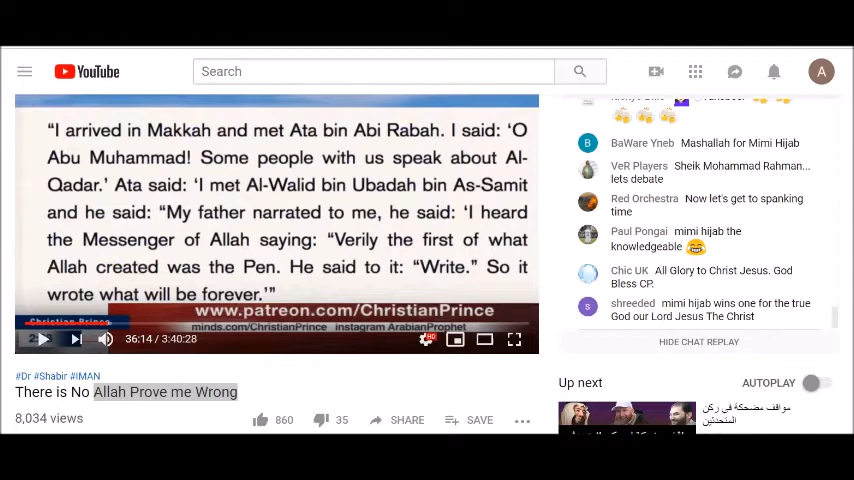 YouTube
Search
A
"I arrived in Makkah and met Ata bin Abi Rabah. I said: 'O
Abu Muhammad! Some people with us speak about Al-
Qadar.' Ata said: 'I met Al-Walid bin Ubadah bin As-Samit
and he said: "My father narrated to me, he said: 'I heard
the Messenger of Allah saying: "Verily the first of what
Allah created was the Pen. He said to it: "Write." So it
wrote what will be forever.'"
www.patreon.com/ChristianPrince
Christian Prince
minds.com/ChristianPrince instagram ArabianProphet
36:14 / 3:40:28
HD
#Dr #Shabir #IMAN
There is No Allah Prove me Wrong
8,034 views
860
35
SHARE
SAVE
B BaWare Yneb Mashallah for Mimi Hijab
VeR Players Sheik Mohammad Rahman...
lets debate
Red Orchestra Now let's get to spanking
time
Paul Pongai mimi hijab the
knowledgeable
Chic UK All Glory to Christ Jesus. God
Bless CP.
S shreeded mimi hijab wins one for the true
God our Lord Jesus The Christ
HIDE CHAT REPLAY
Up next
AUTOPLAY
مواقف مضحكة في ركن
المتحدثين